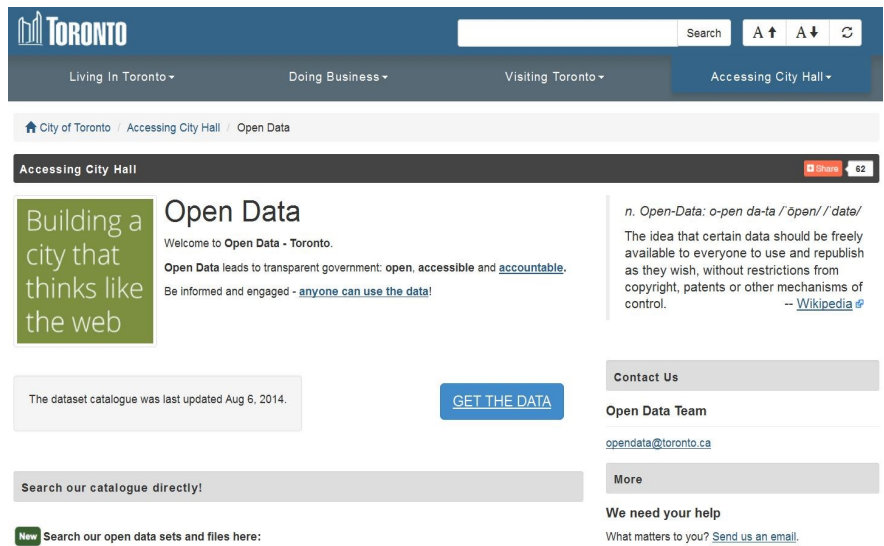 TORONTO
Search
A A
Living In Toronto
Doing Business
Visiting Toronto
Accessing City Hall
City of Toronto / Accessing City Hall / Open Data
Accessing City Hall
Share 62
Building a
city that
thinks like
the web
Open Data
Welcome to Open Data - Toronto.
Open Data leads to transparent government: open, accessible and accountable.
Be informed and engaged - anyone can use the data!
n. Open-Data: o-pen da-ta /ˈōpən/ /ˈdatə/
The idea that certain data should be freely
available to everyone to use and republish
as they wish, without restrictions from
copyright, patents or other mechanisms of
control. -- Wikipedia
The dataset catalogue was last updated Aug 6, 2014.
GET THE DATA
Contact Us
Open Data Team
opendata@toronto.ca
Search our catalogue directly!
New Search our open data sets and files here:
More
We need your help
What matters to you? Send us an email.